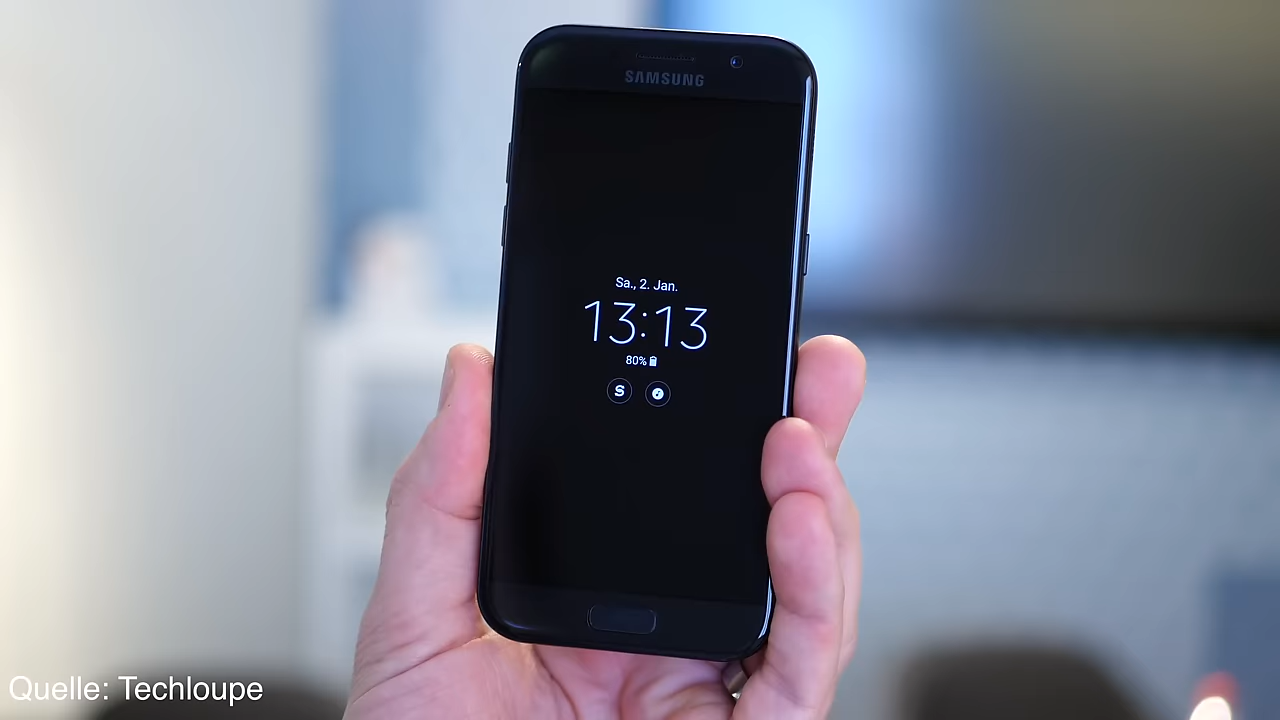 SAMSUNG
Sa., 2. Jan.
13:13
80%
S
Quelle: Techloupe